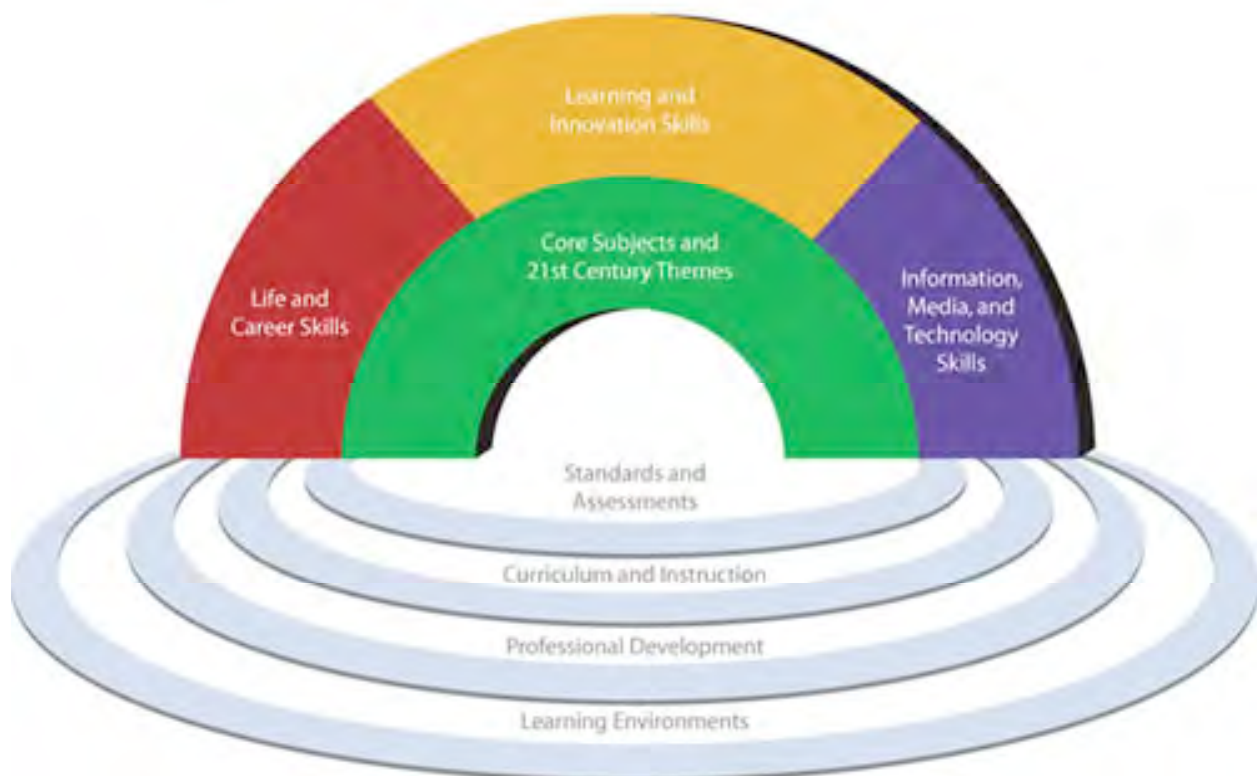 Learning and
Innovation Skills
Core Subjects and
21st Century Themes
Life and
Career Skills
Information,
Media, and
Technology
Skills
Standards and
Assessments
Curriculum and Instruction
Professional Development
Learning Environments